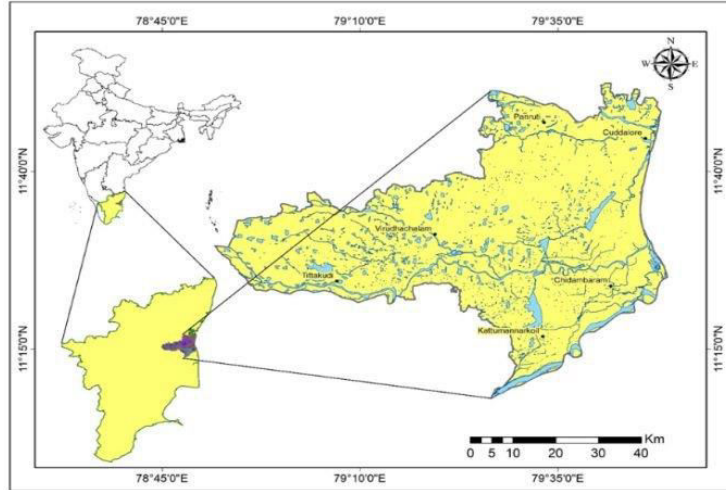 78°45'0"E 79°10'0"E 79°35'0"E
N
W E
S
Panruti
Cuddalore
11°40'0"N 11°40'0"N
Virudhachalam
Tittakudi
Chidambaram
Kattumannarkoil
11°15'0"N 11°15'0"N
Km
0 5 10 20 30 40
78°45'0"E 79°10'0"E 79°35'0"E